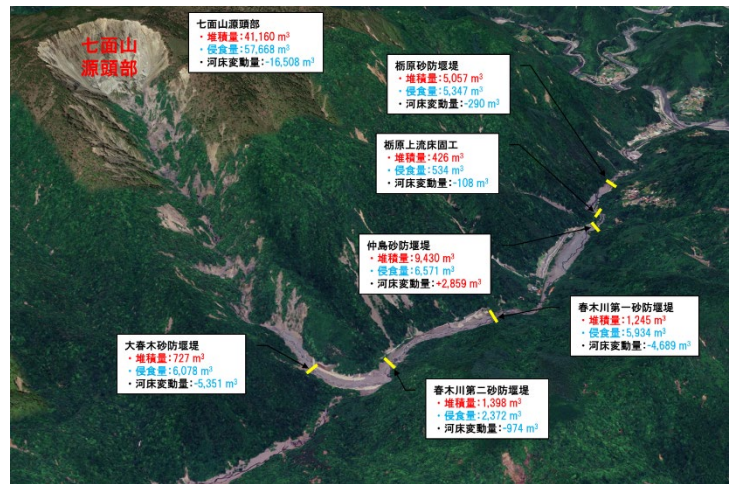 七面山
源頭部
七面山源頭部
・堆積量:41,160 m³
・侵食量:57,668 m³
・河床変動量:-16,508 m³
栃原砂防堰堤
・堆積量:5,057 m³
・侵食量:5,347 m³
・河床変動量:-290 m³
栃原上流床固工
・堆積量:426 m³
・侵食量:534 m³
・河床変動量:-108 m³
仲島砂防堰堤
・堆積量:9,430 m³
・侵食量:6,571 m³
・河床変動量:+2,859 m³
春木川第一砂防堰堤
・堆積量:1,245 m³
・侵食量:5,934 m³
・河床変動量:-4,689 m³
大春木砂防堰堤
・堆積量:727 m³
・侵食量:6,078 m³
・河床変動量:-5,351 m³
春木川第二砂防堰堤
・堆積量:1,398 m³
・侵食量:2,372 m³
・河床変動量:-974 m³